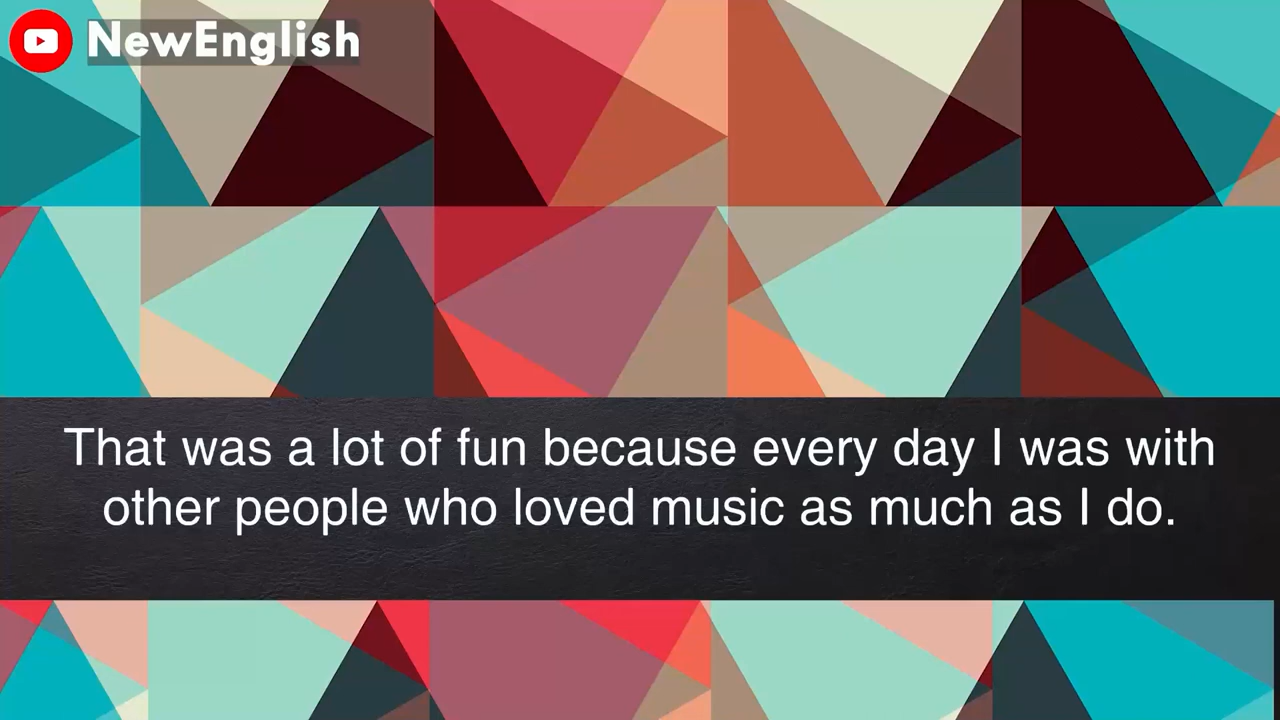 NewEnglish
That was a lot of fun because every day I was with
other people who loved music as much as I do.